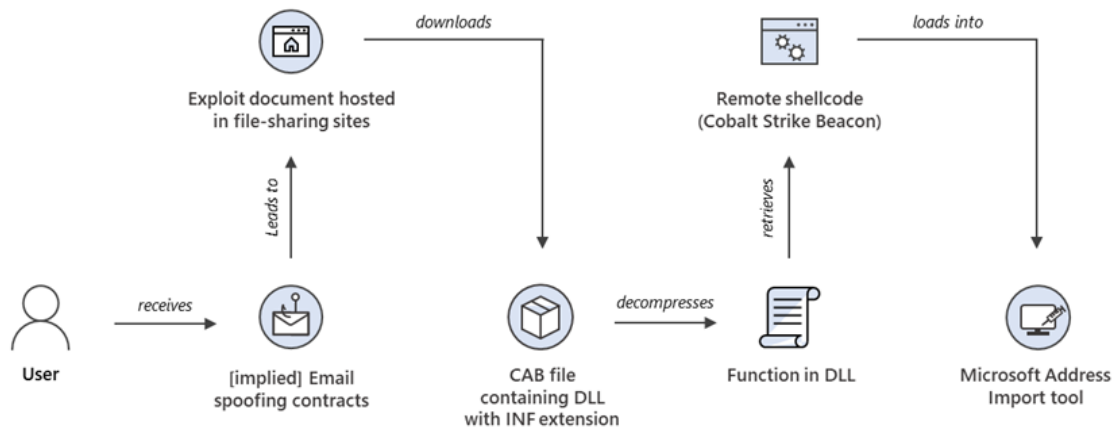 downloads
loads into
Exploit document hosted
in file-sharing sites
Remote shellcode
(Cobalt Strike Beacon)
Leads to
retrieves
receives
decompresses
User
[implied] Email
spoofing contracts
CAB file
containing DLL
with INF extension
Function in DLL
Microsoft Address
Import tool